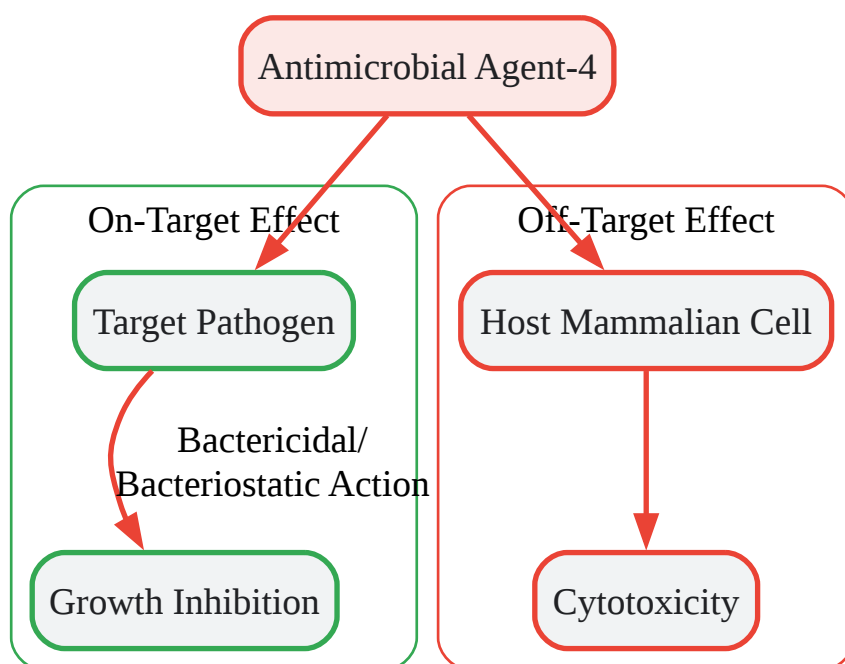 Antimicrobial Agent-4
On-Target Effect
Off-Target Effect
Target Pathogen
Host Mammalian Cell
Bactericidal/
Bacteriostatic Action
Growth Inhibition
Cytotoxicity